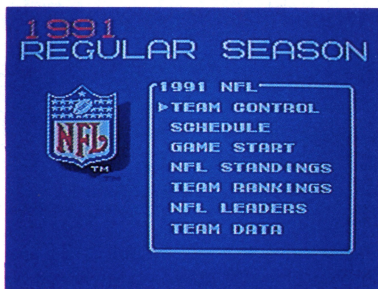 1991
REGULAR SEASON
1991 NFL
TEAM CONTROL
SCHEDULE
GAME START
NFL STANDINGS
TEAM RANKINGS
NFL LEADERS
TEAM DATA
NFL
TM